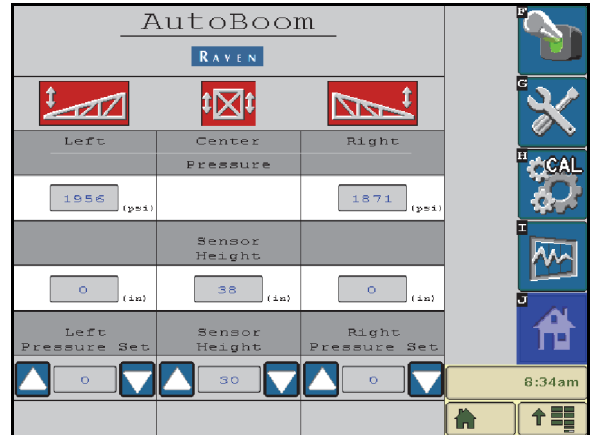 AutoBoom
RAVEN
Left Center Right
Pressure
1956 (psi) 1871 (psi)
Sensor
Height
0 (in) 38 (in) 0 (in)
Left Sensor Right
Pressure Set Height Pressure Set
0 30 0
F
G
H
CAL
I
J
8:34am